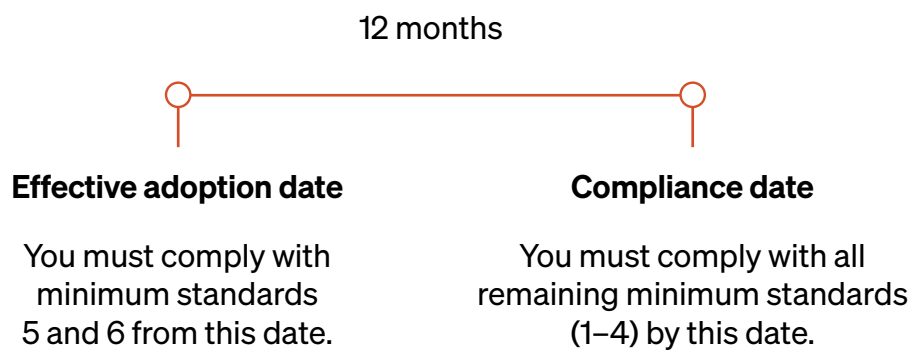 12 months
Effective adoption date
You must comply with
minimum standards
5 and 6 from this date.
Compliance date
You must comply with all
remaining minimum standards
(1–4) by this date.